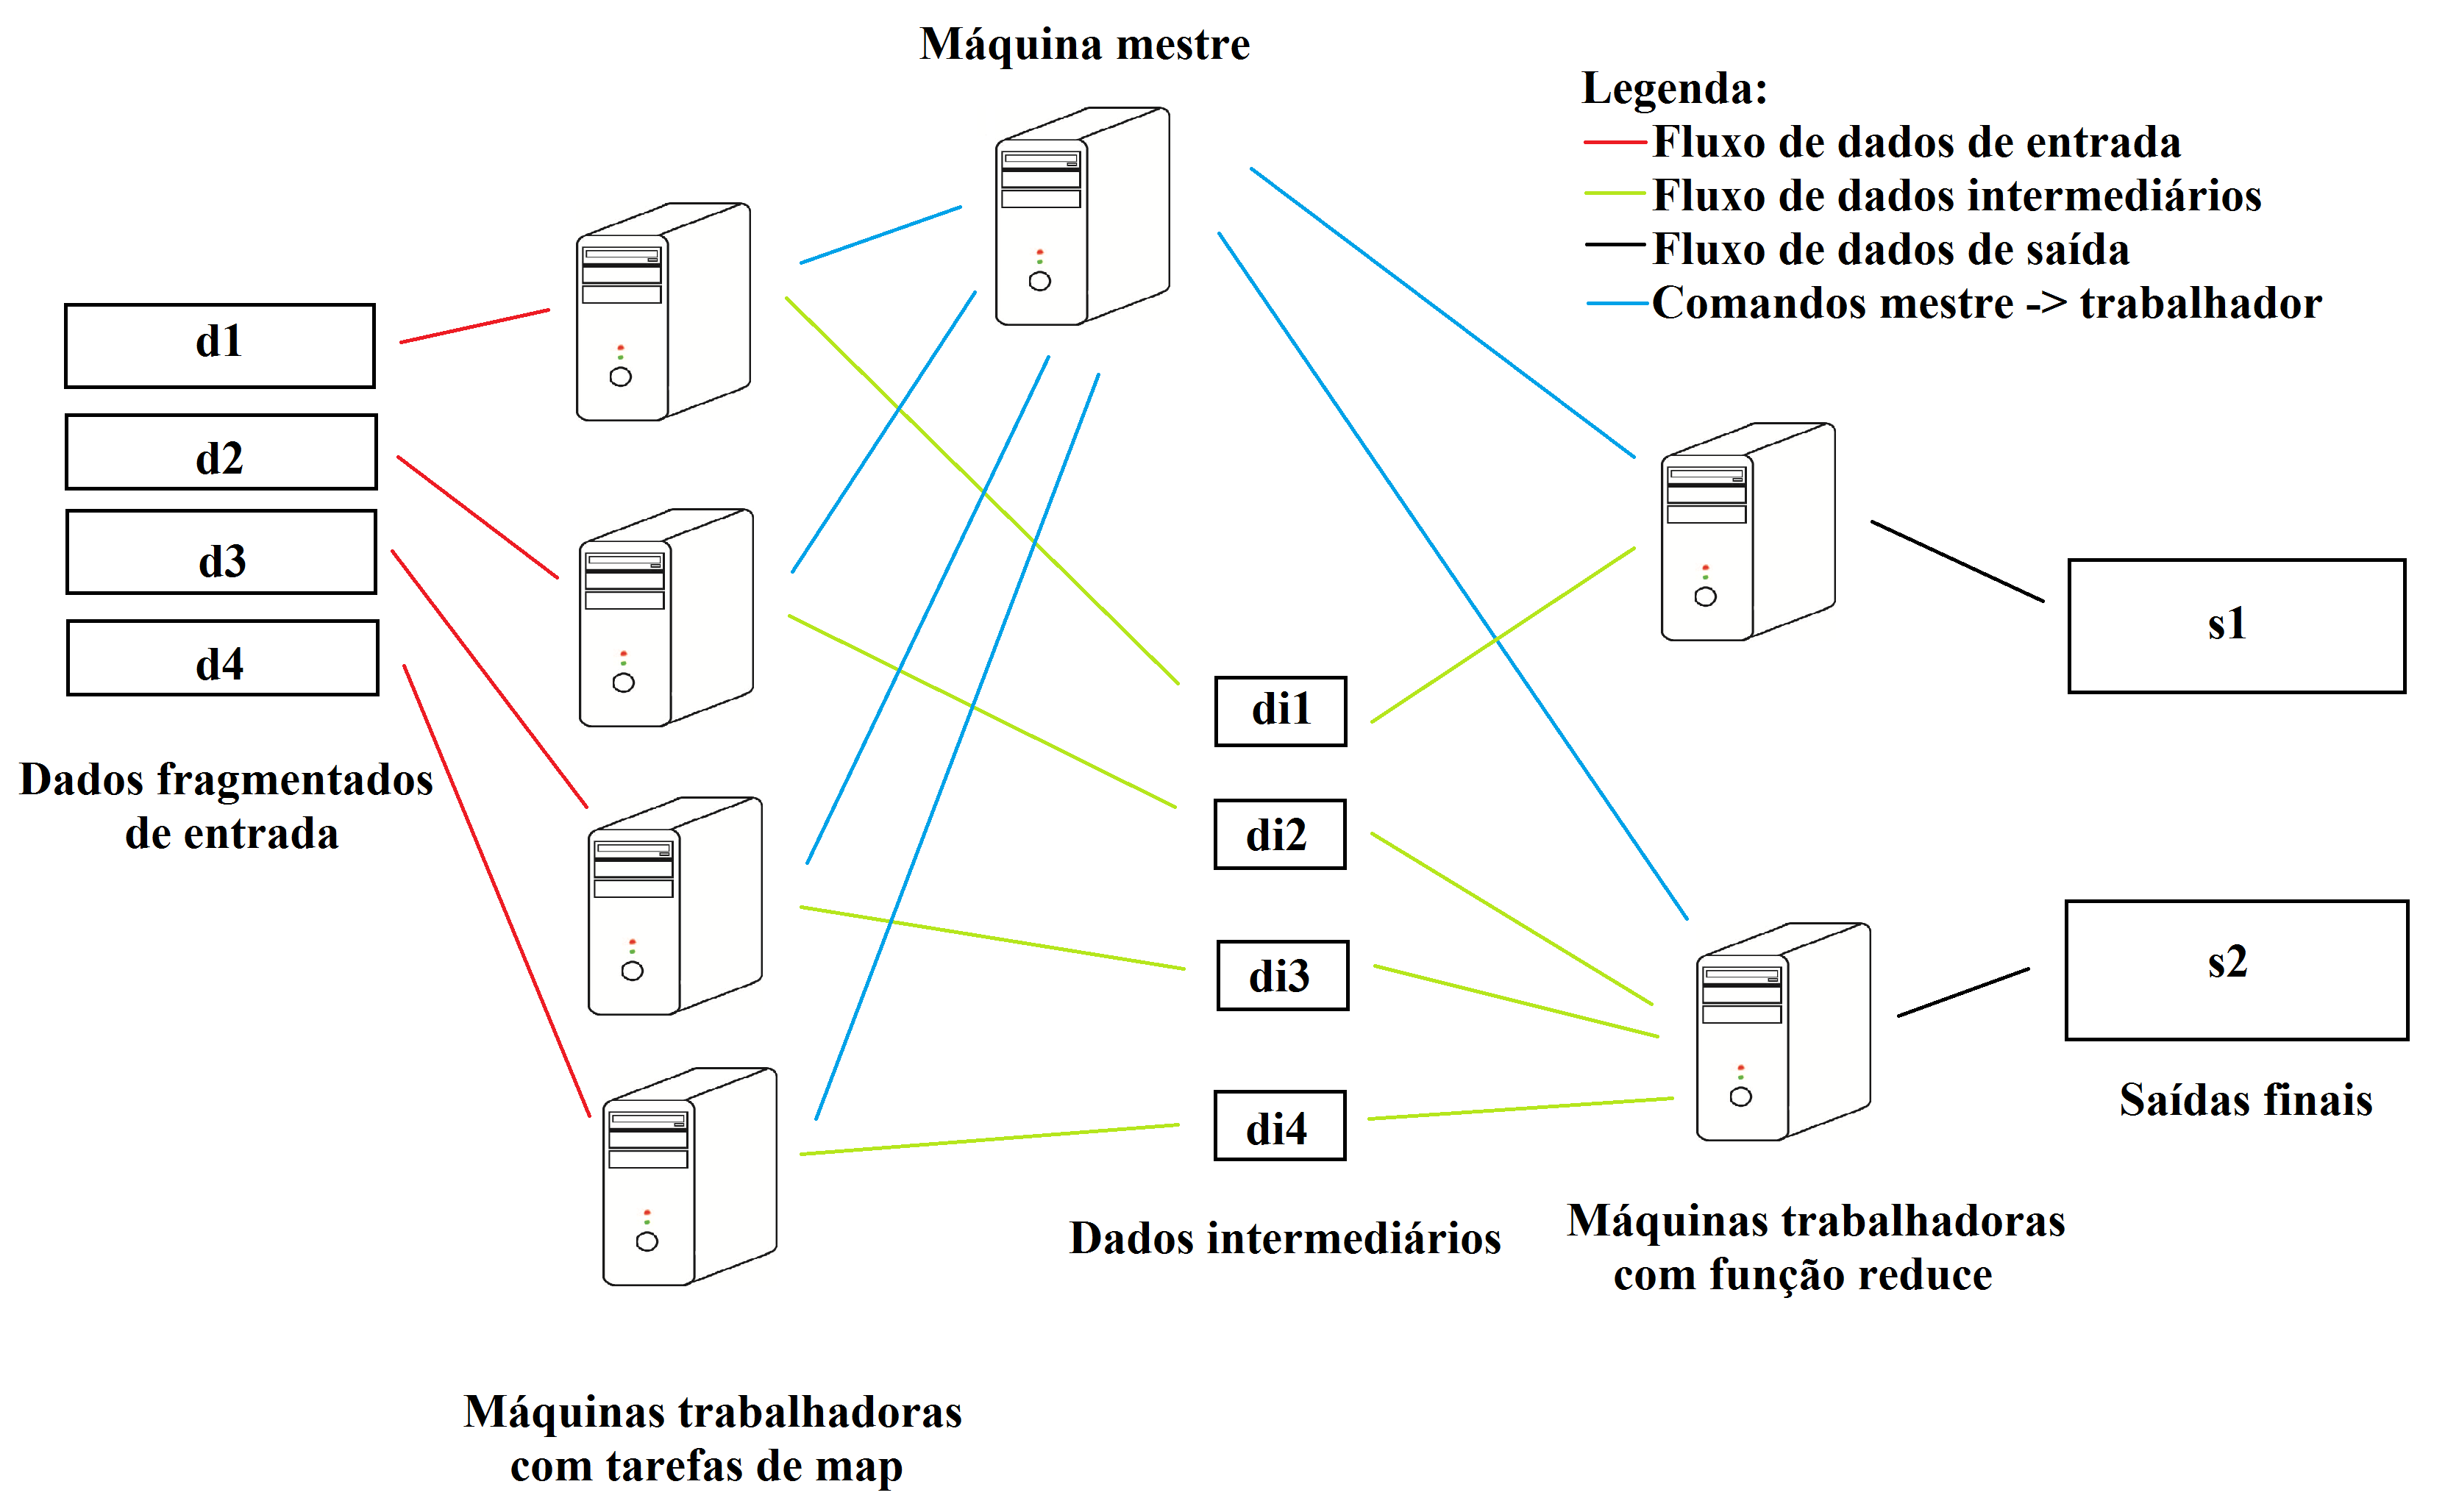 Máquina mestre
Legenda:
Fluxo de dados de entrada
Fluxo de dados intermediários
Fluxo de dados de saída
Comandos mestre -> trabalhador
d1
d2
d3
d4
Dados fragmentados
de entrada
Máquinas trabalhadoras
com tarefas de map
di1
di2
di3
di4
Dados intermediários
Máquinas trabalhadoras
com função reduce
s1
s2
Saídas finais